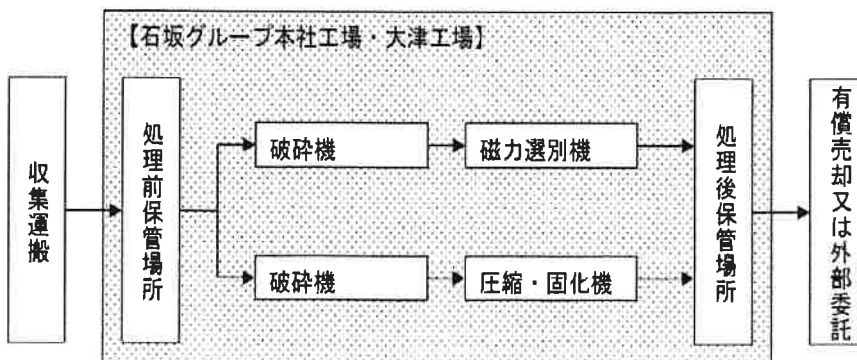 【石坂グループ本社工場・大津工場】
収集運搬
処理前保管場所
破砕機
磁力選別機
破砕機
圧縮・固化機
処理後保管場所
有償売却又は外部委託